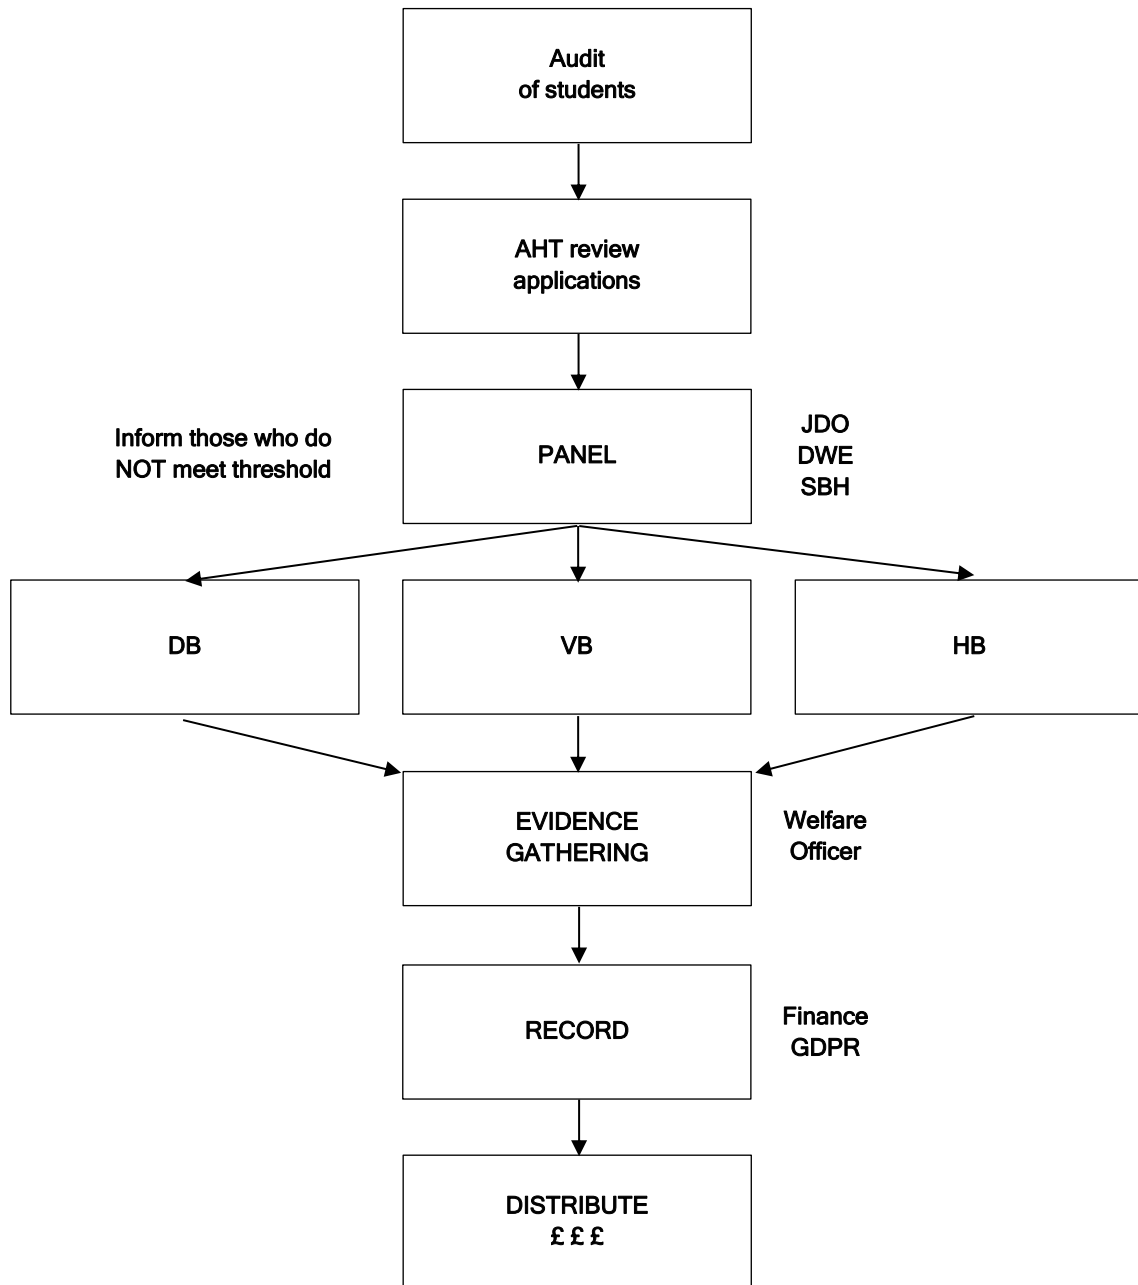 Audit
of students
AHT review
applications
Inform those who do
NOT meet threshold
PANEL
JDO
DWE
SBH
DB
VB
HB
EVIDENCE
GATHERING
Welfare
Officer
RECORD
Finance
GDPR
DISTRIBUTE
£ £ £